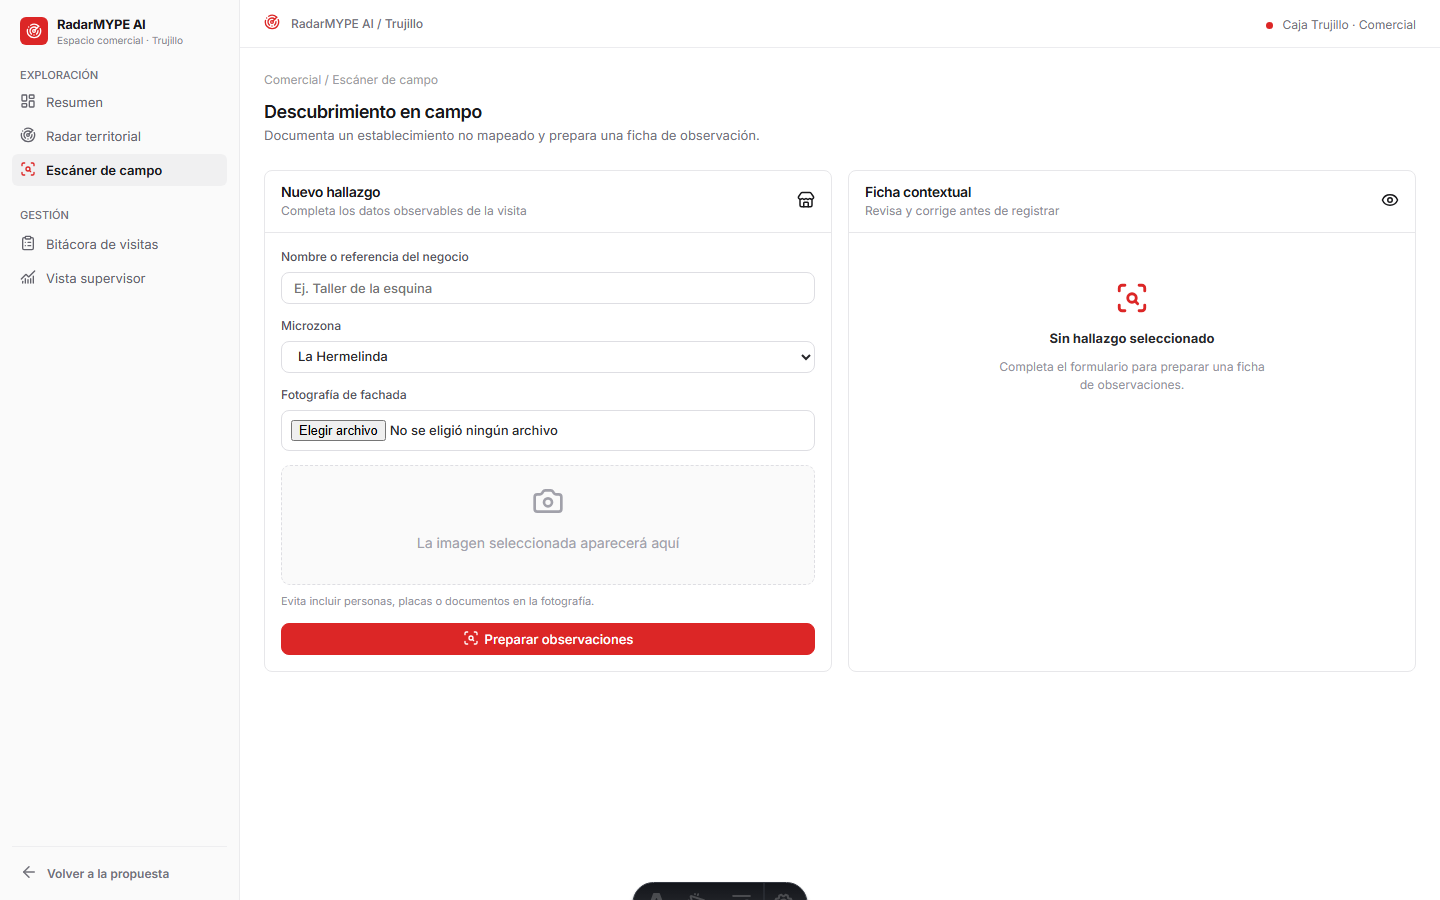 RadarMYPE AI
Espacio comercial · Trujillo
EXPLORACIÓN
Resumen
Radar territorial
Escáner de campo
GESTIÓN
Bitácora de visitas
Vista supervisor
Volver a la propuesta
RadarMYPE AI / Trujillo
Caja Trujillo · Comercial
Comercial / Escáner de campo
Descubrimiento en campo
Documenta un establecimiento no mapeado y prepara una ficha de observación.
Nuevo hallazgo
Completa los datos observables de la visita
Nombre o referencia del negocio
Ej. Taller de la esquina
Microzona
La Hermelinda
Fotografía de fachada
Elegir archivo No se eligió ningún archivo
La imagen seleccionada aparecerá aquí
Evita incluir personas, placas o documentos en la fotografía.
Preparar observaciones
Ficha contextual
Revisa y corrige antes de registrar
Sin hallazgo seleccionado
Completa el formulario para preparar una ficha
de observaciones.